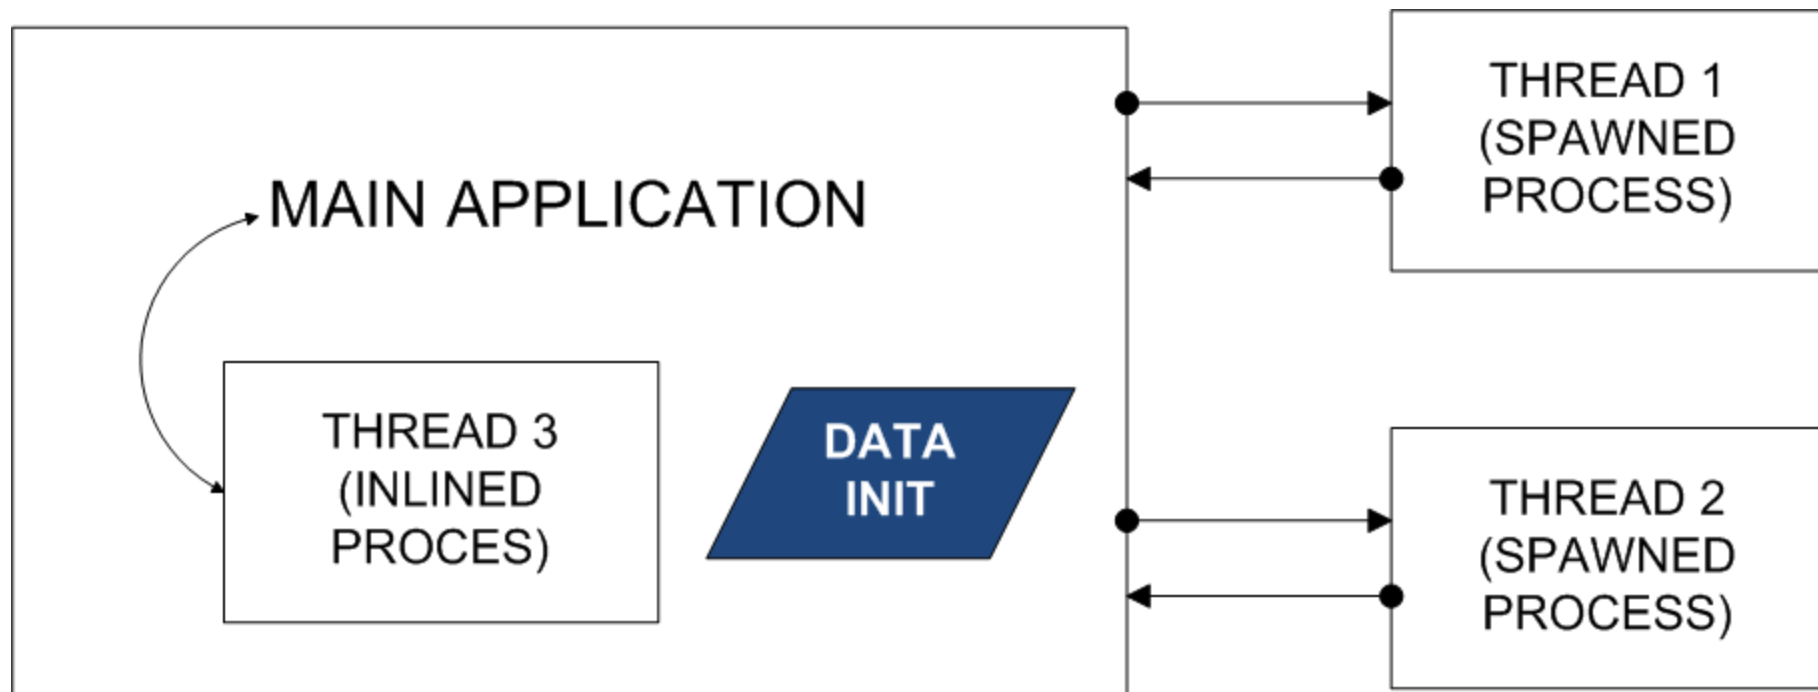 MAIN APPLICATION
THREAD 3
(INLINED
PROCES)
DATA
INIT
THREAD 1
(SPAWNED
PROCESS)
THREAD 2
(SPAWNED
PROCESS)